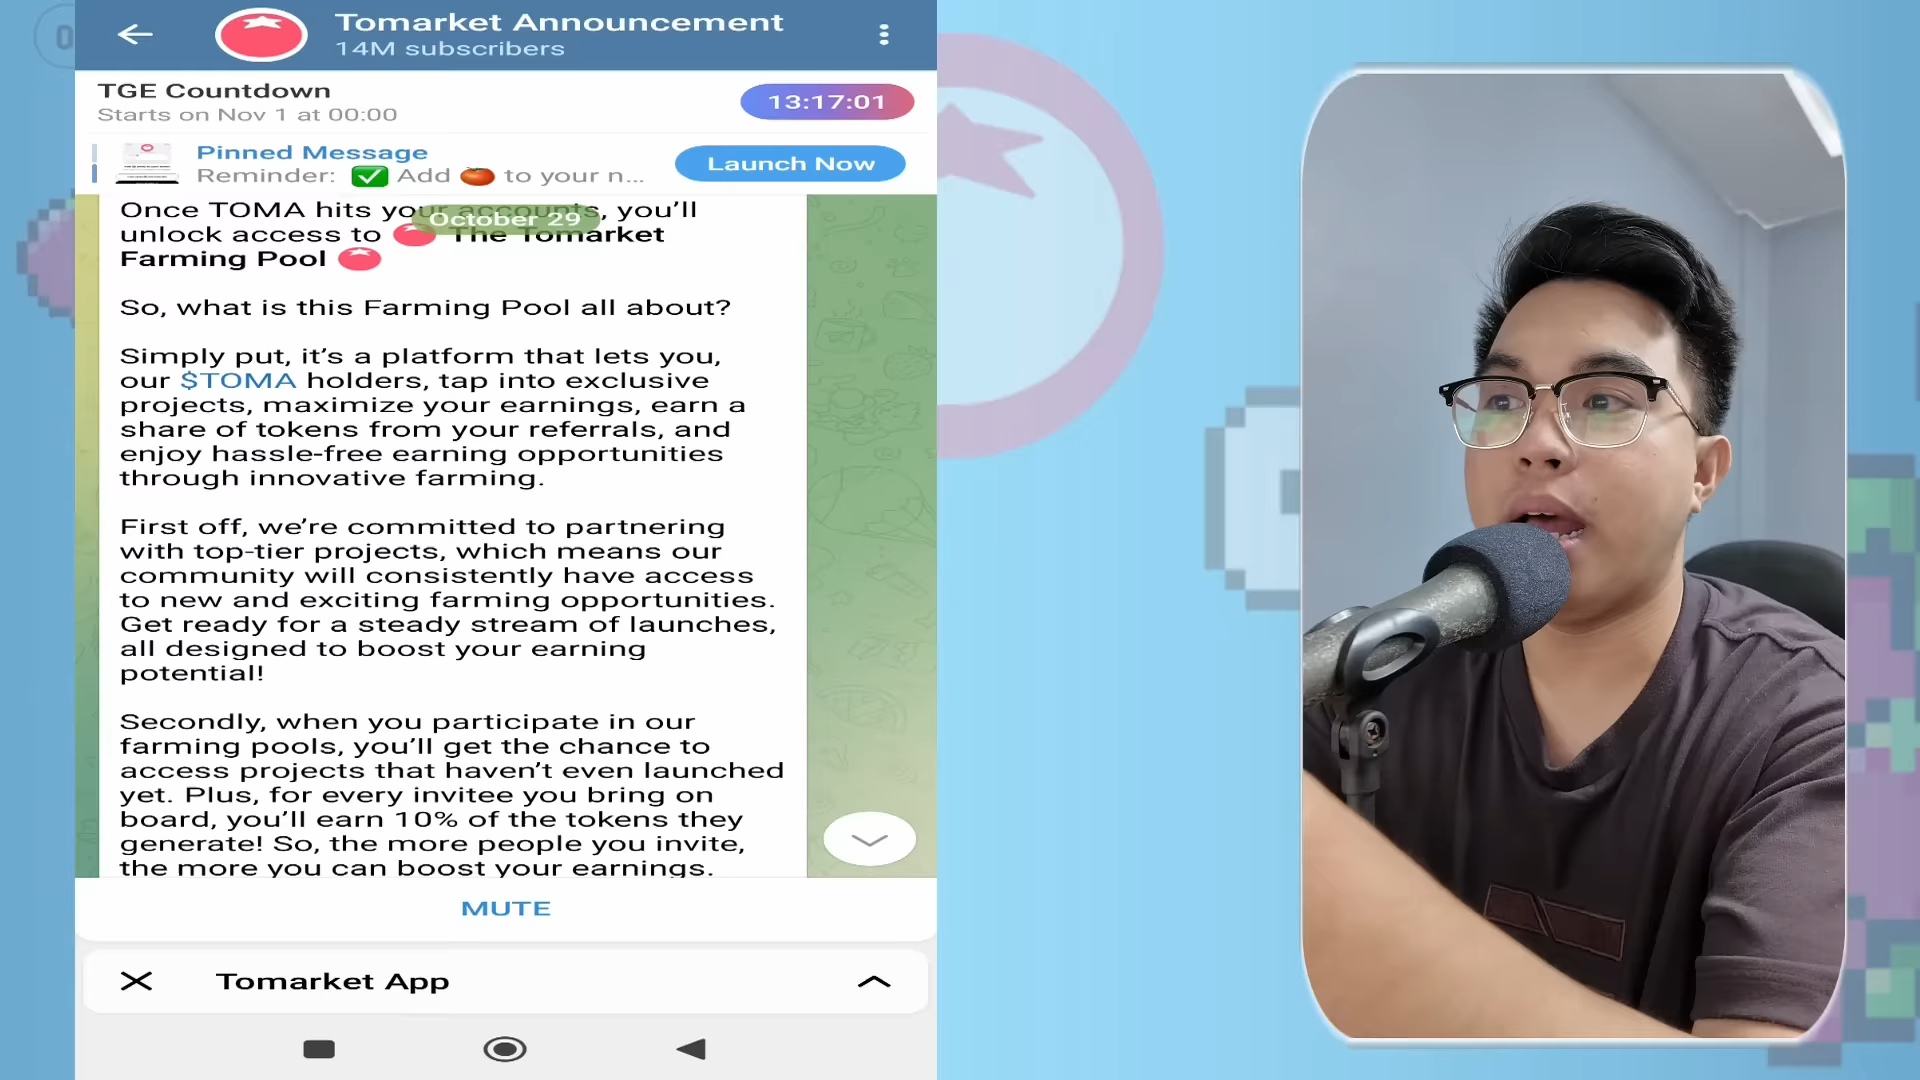 Tomarket Announcement
14M subscribers
TGE Countdown
Starts on Nov 1 at 00:00
13:17:01
Pinned Message
Reminder: ✅ Add 🍅 to your n...
Launch Now
October 29
Once TOMA hits your accounts, you’ll
unlock access to 🍅 The Tomarket
Farming Pool 🍅
So, what is this Farming Pool all about?
Simply put, it’s a platform that lets you,
our $TOMA holders, tap into exclusive
projects, maximize your earnings, earn a
share of tokens from your referrals, and
enjoy hassle-free earning opportunities
through innovative farming.
First off, we’re committed to partnering
with top-tier projects, which means our
community will consistently have access
to new and exciting farming opportunities.
Get ready for a steady stream of launches,
all designed to boost your earning
potential!
Secondly, when you participate in our
farming pools, you’ll get the chance to
access projects that haven’t even launched
yet. Plus, for every invitee you bring on
board, you’ll earn 10% of the tokens they
generate! So, the more people you invite,
the more you can boost your earnings.
MUTE
Tomarket App